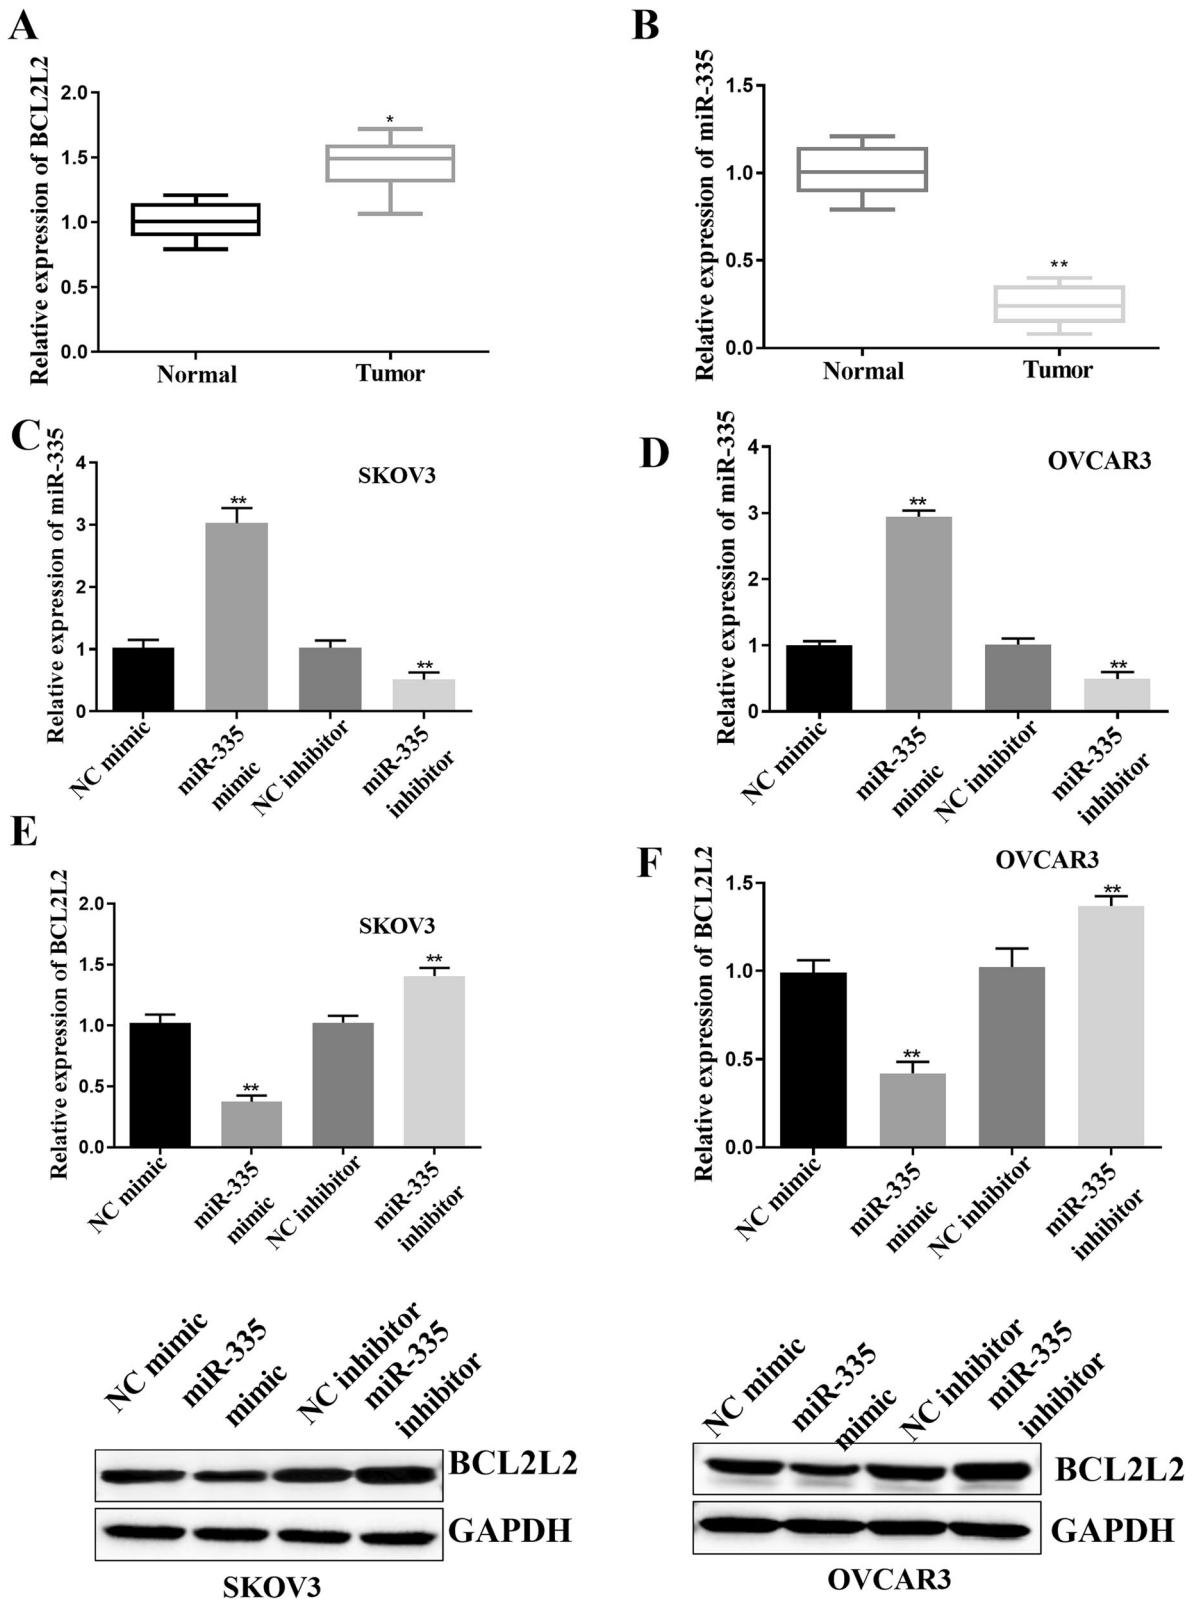 A
Relative expression of BCL2L2
2.0
1.5
1.0
0.5
0.0
*
Normal
Tumor
B
Relative expression of miR-335
1.5
1.0
0.5
0.0
**
Normal
Tumor
C
Relative expression of miR-335
SKOV3
4
3
2
1
0
**
**
NC mimic
miR-335
mimic
NC inhibitor
miR-335
inhibitor
D
Relative expression of miR-335
OVCAR3
4
3
2
1
0
**
**
NC mimic
miR-335
mimic
NC inhibitor
miR-335
inhibitor
E
Relative expression of BCL2L2
SKOV3
2.0
1.5
1.0
0.5
0.0
**
**
NC mimic
miR-335
mimic
NC inhibitor
miR-335
inhibitor
F
Relative expression of BCL2L2
OVCAR3
1.5
1.0
0.5
0.0
**
**
NC mimic
miR-335
mimic
NC inhibitor
miR-335
inhibitor
NC mimic
miR-335
mimic
NC inhibitor
miR-335
inhibitor
BCL2L2
GAPDH
SKOV3
NC mimic
miR-335
mimic
NC inhibitor
miR-335
inhibitor
BCL2L2
GAPDH
OVCAR3